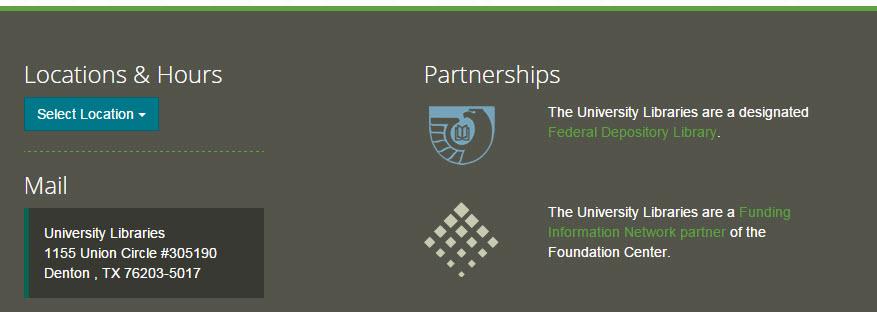 Locations & Hours
Select Location
Mail
University Libraries
1155 Union Circle #305190
Denton , TX 76203-5017
Partnerships
The University Libraries are a designated
Federal Depository Library.
The University Libraries are a Funding
Information Network partner of the
Foundation Center.